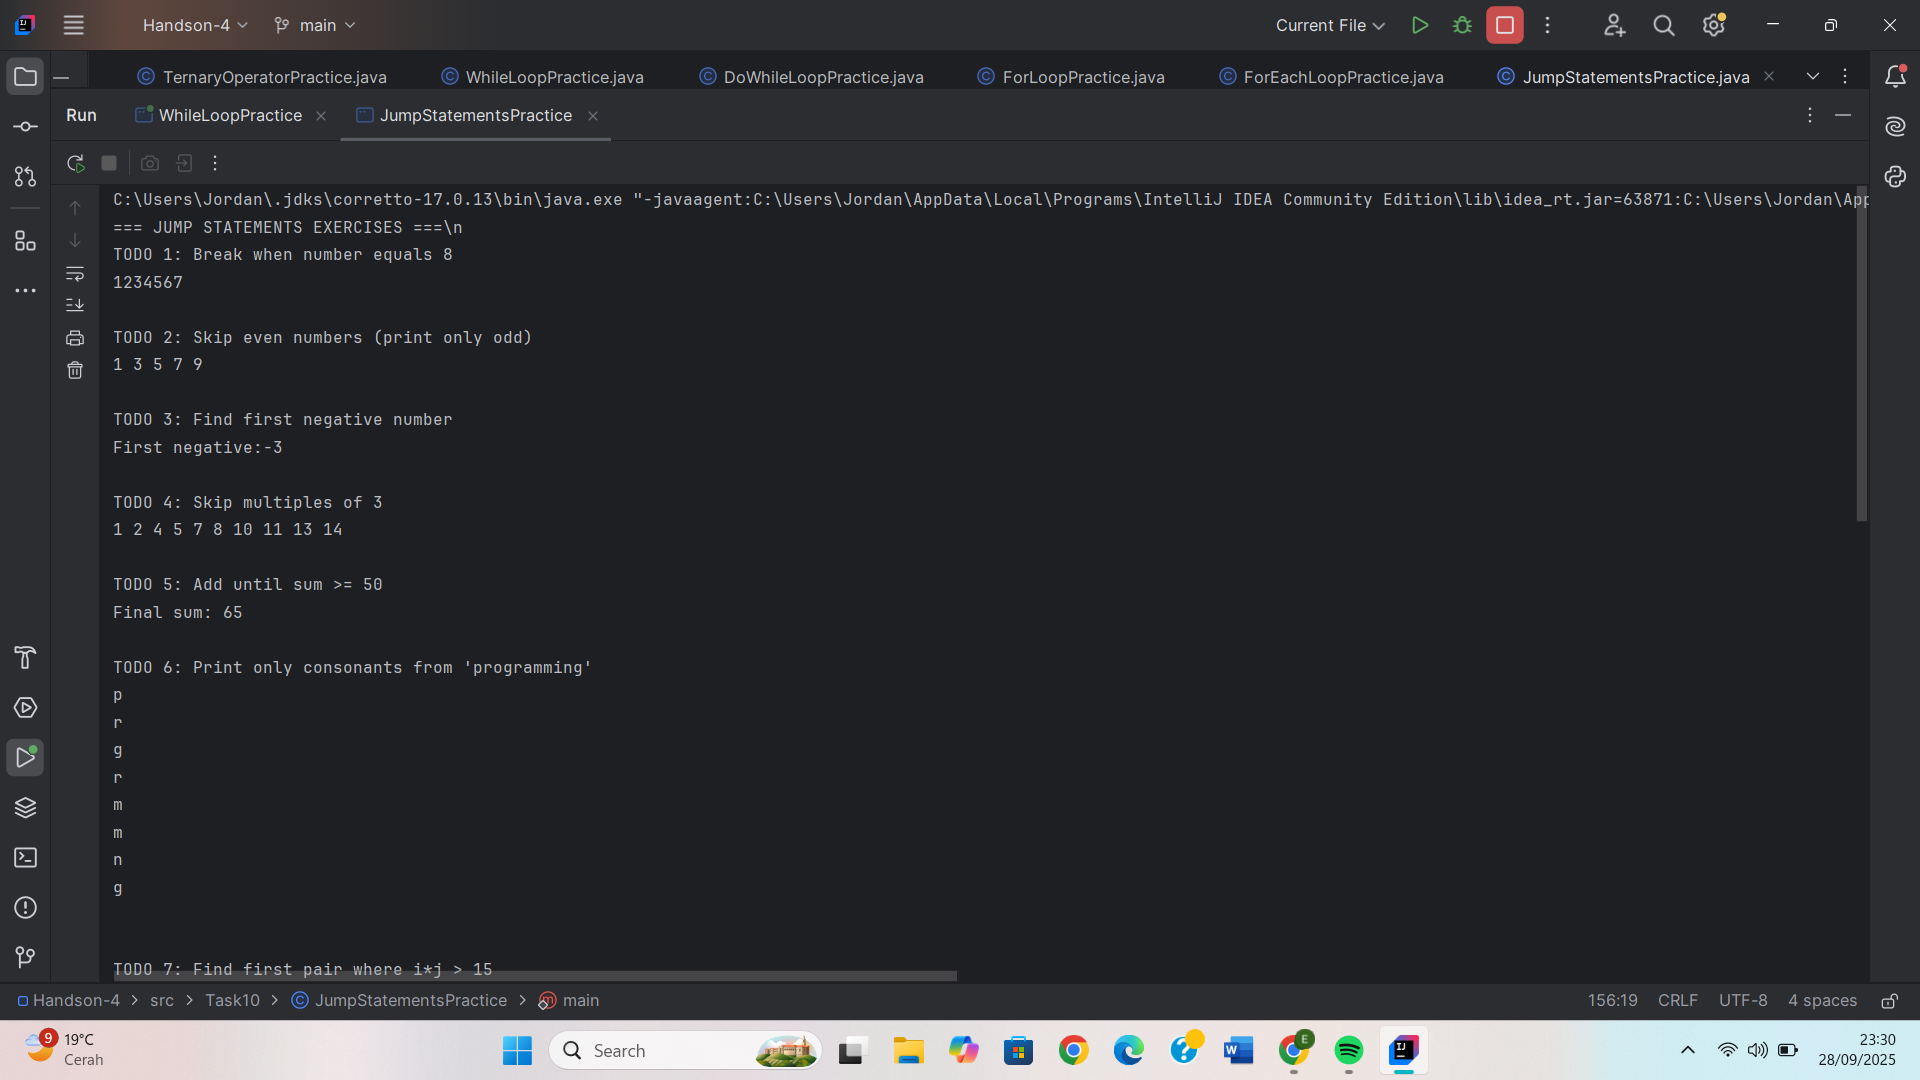 Handson-4
main
Current File
TernaryOperatorPractice.java
WhileLoopPractice.java
DoWhileLoopPractice.java
ForLoopPractice.java
ForEachLoopPractice.java
JumpStatementsPractice.java
Run
WhileLoopPractice
JumpStatementsPractice
C:\Users\Jordan\.jdks\corretto-17.0.13\bin\java.exe "-javaagent:C:\Users\Jordan\AppData\Local\Programs\IntelliJ IDEA Community Edition\lib\idea_rt.jar=63871:C:\Users\Jordan\App
=== JUMP STATEMENTS EXERCISES ===\n
TODO 1: Break when number equals 8
1234567
TODO 2: Skip even numbers (print only odd)
1 3 5 7 9
TODO 3: Find first negative number
First negative:-3
TODO 4: Skip multiples of 3
1 2 4 5 7 8 10 11 13 14
TODO 5: Add until sum >= 50
Final sum: 65
TODO 6: Print only consonants from 'programming'
p
r
g
r
m
m
n
g
TODO 7: Find first pair where i*j > 15
Handson-4 > src > Task10 > JumpStatementsPractice > main
156:19 CRLF UTF-8 4 spaces
9
19°C
Cerah
Search
E
23:30
28/09/2025